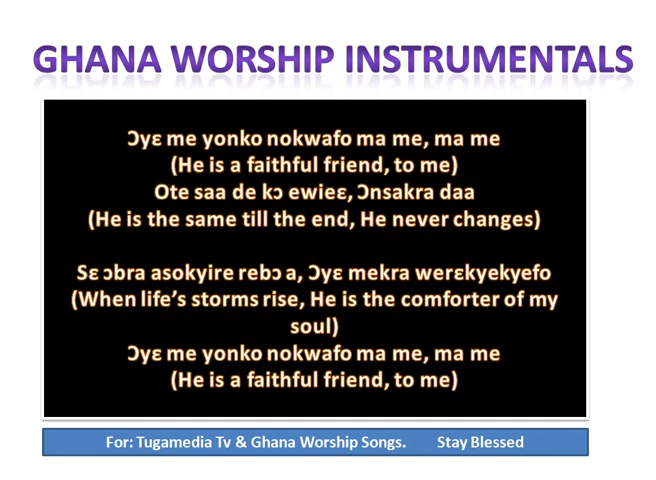 GHANA WORSHIP INSTRUMENTALS
Ɔyɛ me yonko nokwafo ma me, ma me
(He is a faithful friend, to me)
Ote saa de kɔ ewieɛ, Ɔnsakra daa
(He is the same till the end, He never changes)
Sɛ ɔbra asokyire rebɔ a, Ɔyɛ mekra werɛkyekyefo
(When life's storms rise, He is the comforter of my
soul)
Ɔyɛ me yonko nokwafo ma me, ma me
(He is a faithful friend, to me)
For: Tugamedia Tv & Ghana Worship Songs. Stay Blessed